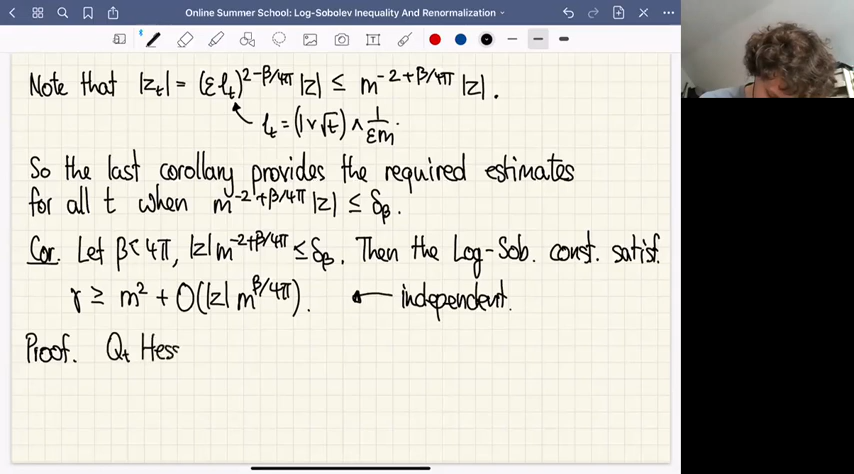 Online Summer School: Log-Sobolev Inequality And Renormalization
Note that |z_t| = (εl_t)^{2-β/4π} |z| ≤ m^{-2+β/4π} |z|.
l_t = (1∨√t) ∧ 1/(εm)
So the last corollary provides the required estimates
for all t when m^{-2+β/4π} |z| ≤ δ_β.
Cor. Let β<4π, |z| m^{-2+β/4π} ≤ δ_β. Then the Log-Sob. const. satisf.
γ ≥ m² + O(|z| m^{β/4π}). ← independent.
Proof. Q_t Hess